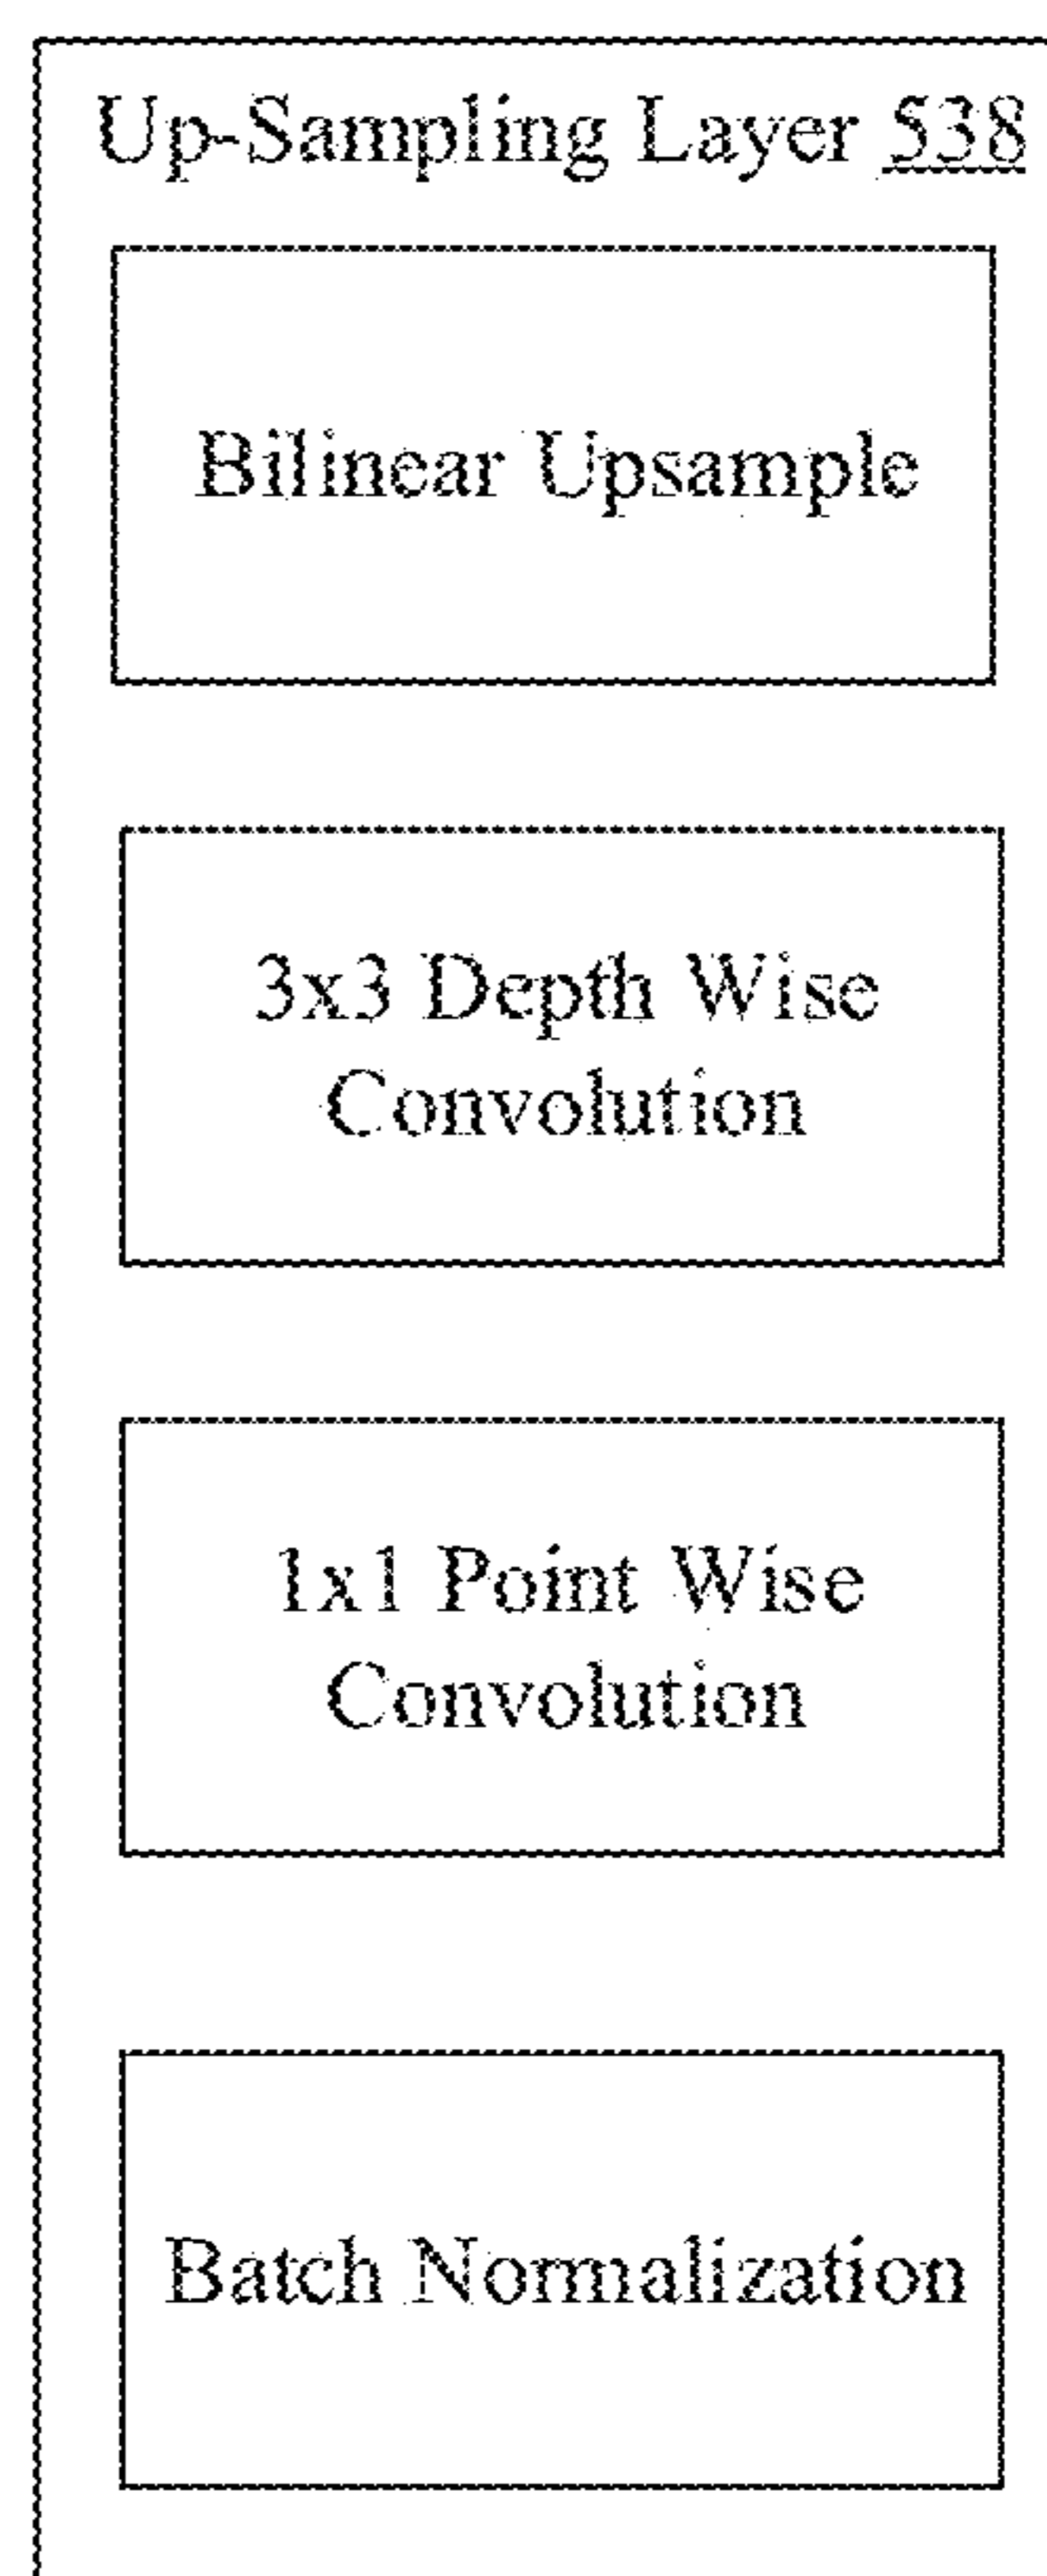 Up-Sampling Layer 538
Bilinear Upsample
3x3 Depth Wise
Convolution
1x1 Point Wise
Convolution
Batch Normalization